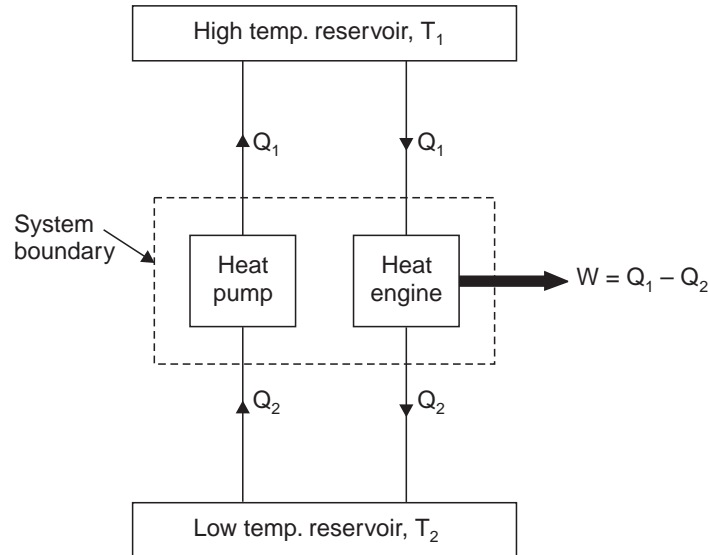 High temp. reservoir, T₁
Q₁ Q₁
System
boundary
Heat
pump
Heat
engine
W = Q₁ – Q₂
Q₂ Q₂
Low temp. reservoir, T₂